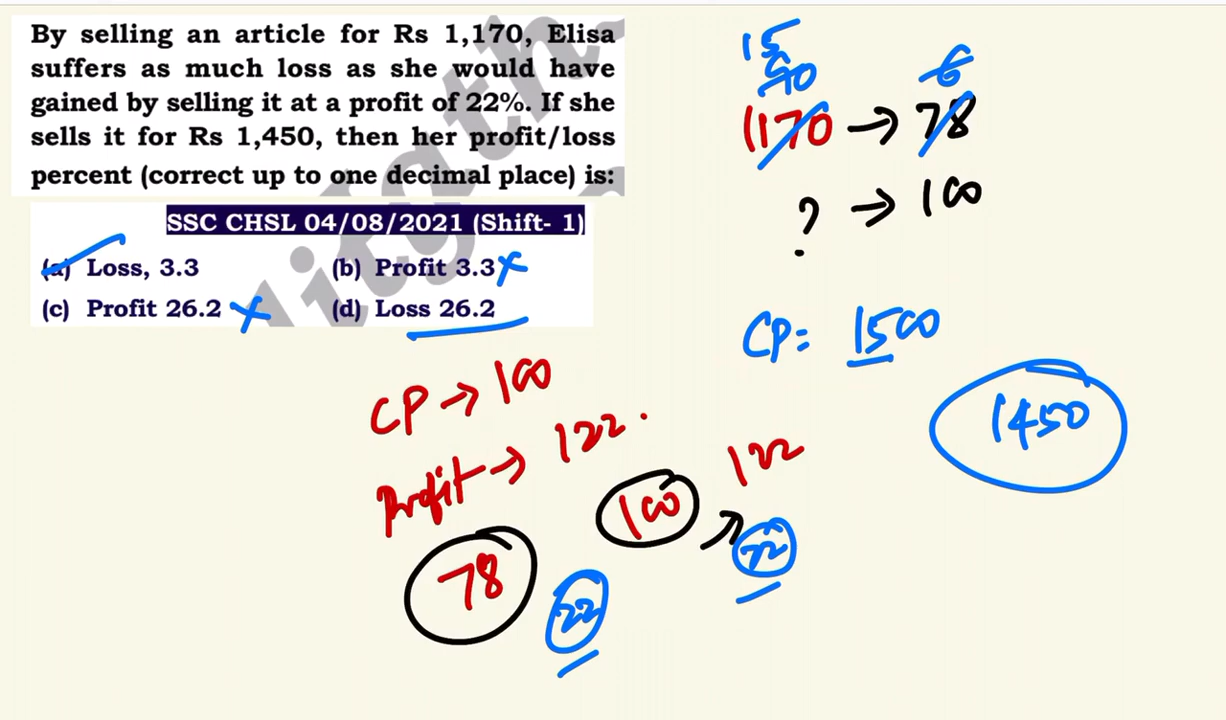 By selling an article for Rs 1,170, Elisa
suffers as much loss as she would have
gained by selling it at a profit of 22%. If she
sells it for Rs 1,450, then her profit/loss
percent (correct up to one decimal place) is:
SSC CHSL 04/08/2021 (Shift- 1)
(a) Loss, 3.3 (b) Profit 3.3
(c) Profit 26.2 (d) Loss 26.2
15
90 6
1170 → 78
? → 100
CP= 1500
1450
CP → 100
Profit → 122
100 122
78 22